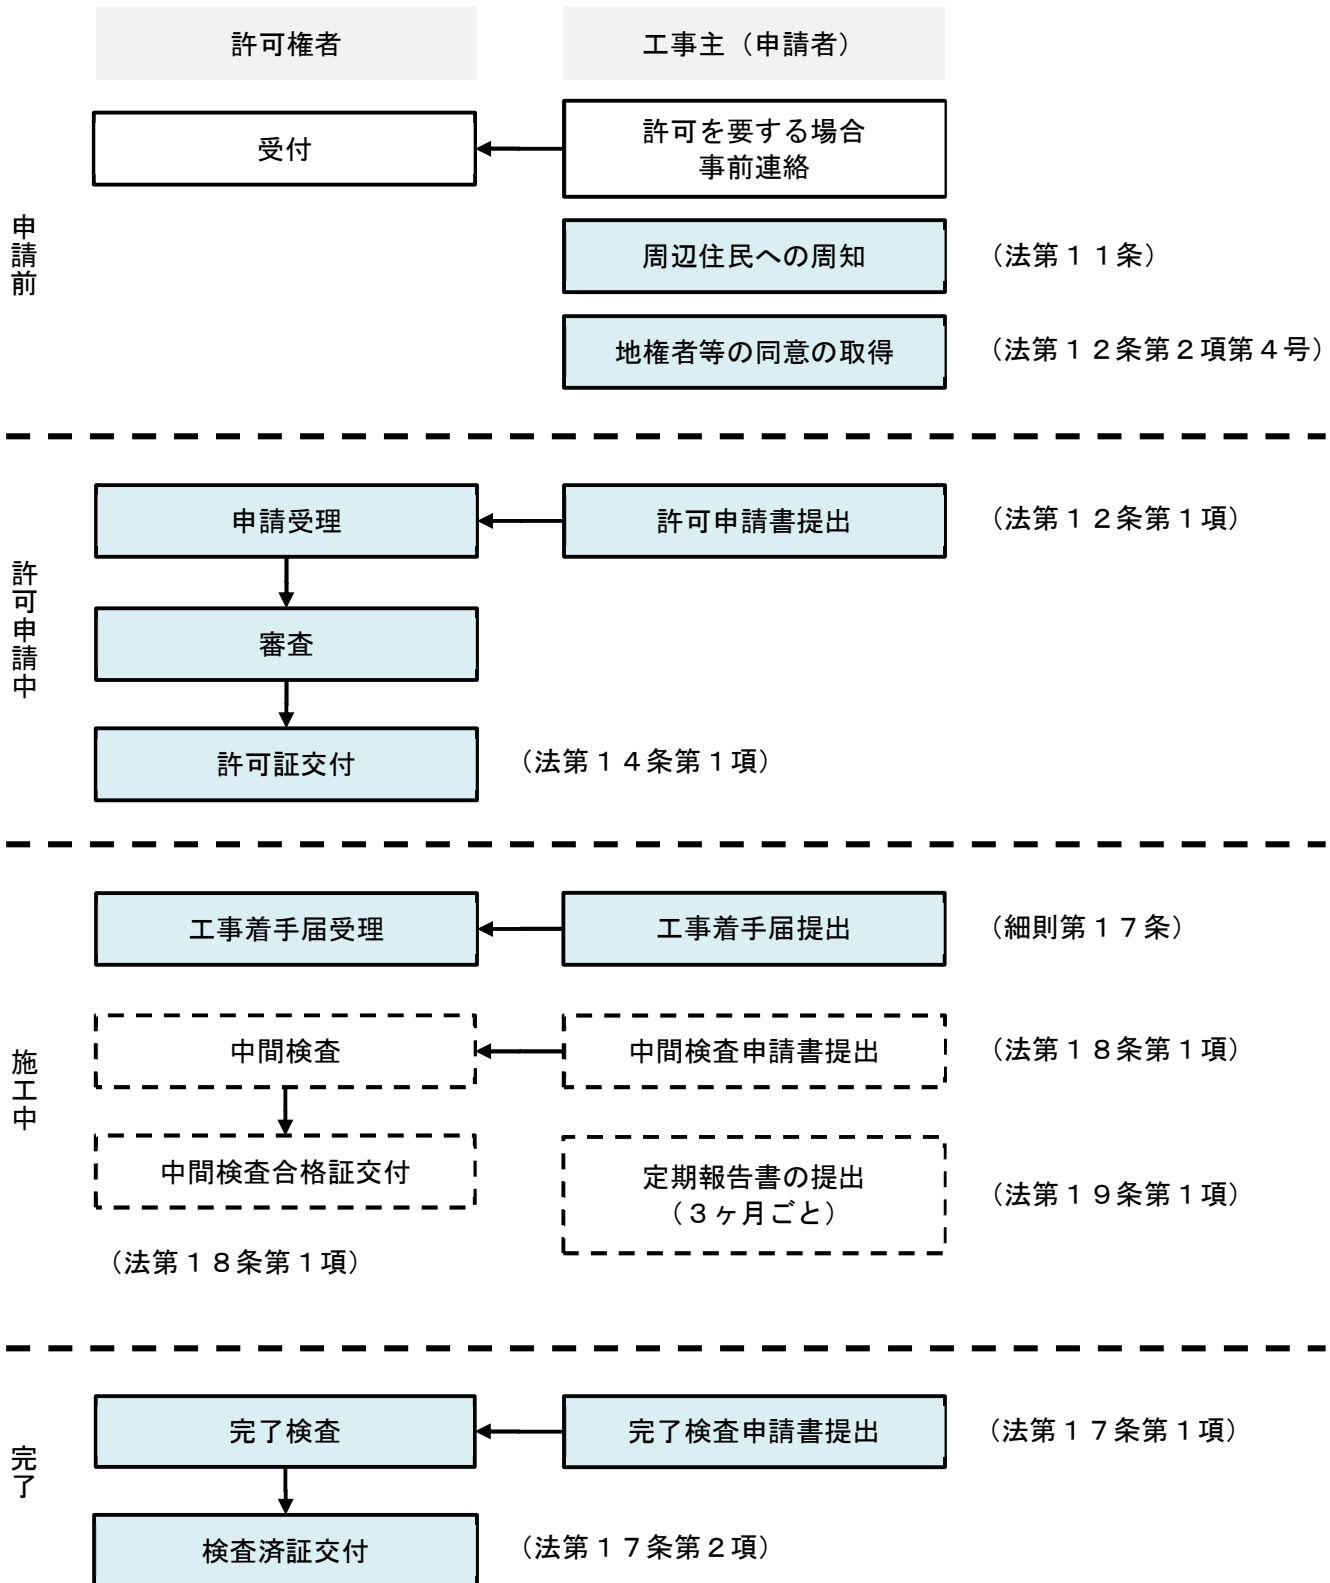 許可権者
工事主（申請者）
申請前
受付
許可を要する場合
事前連絡
周辺住民への周知
（法第１１条）
地権者等の同意の取得
（法第１２条第２項第４号）
許可申請中
申請受理
許可申請書提出
（法第１２条第１項）
審査
許可証交付
（法第１４条第１項）
施工中
工事着手届受理
工事着手届提出
（細則第１７条）
中間検査
中間検査申請書提出
（法第１８条第１項）
中間検査合格証交付
（法第１８条第１項）
定期報告書の提出
（３ヶ月ごと）
（法第１９条第１項）
完了
完了検査
完了検査申請書提出
（法第１７条第１項）
検査済証交付
（法第１７条第２項）